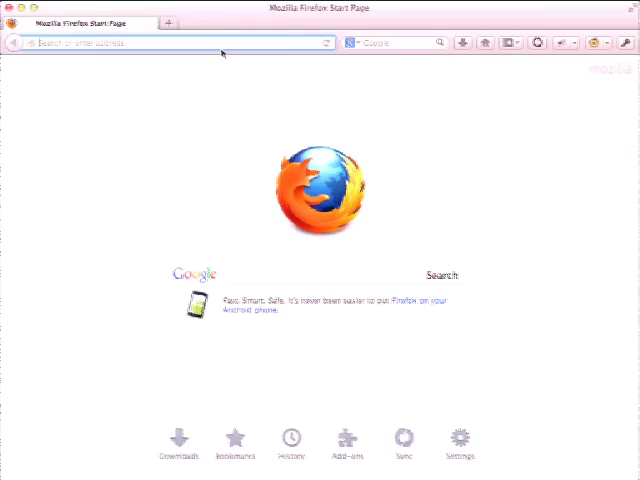 Mozilla Firefox Start Page
Mozilla Firefox Start Page
Search or enter address
Google
mozilla
Google
Search
Fast. Smart. Safe. It's never been easier to put Firefox on your
Android phone.
Downloads
Bookmarks
History
Add-ons
Sync
Settings